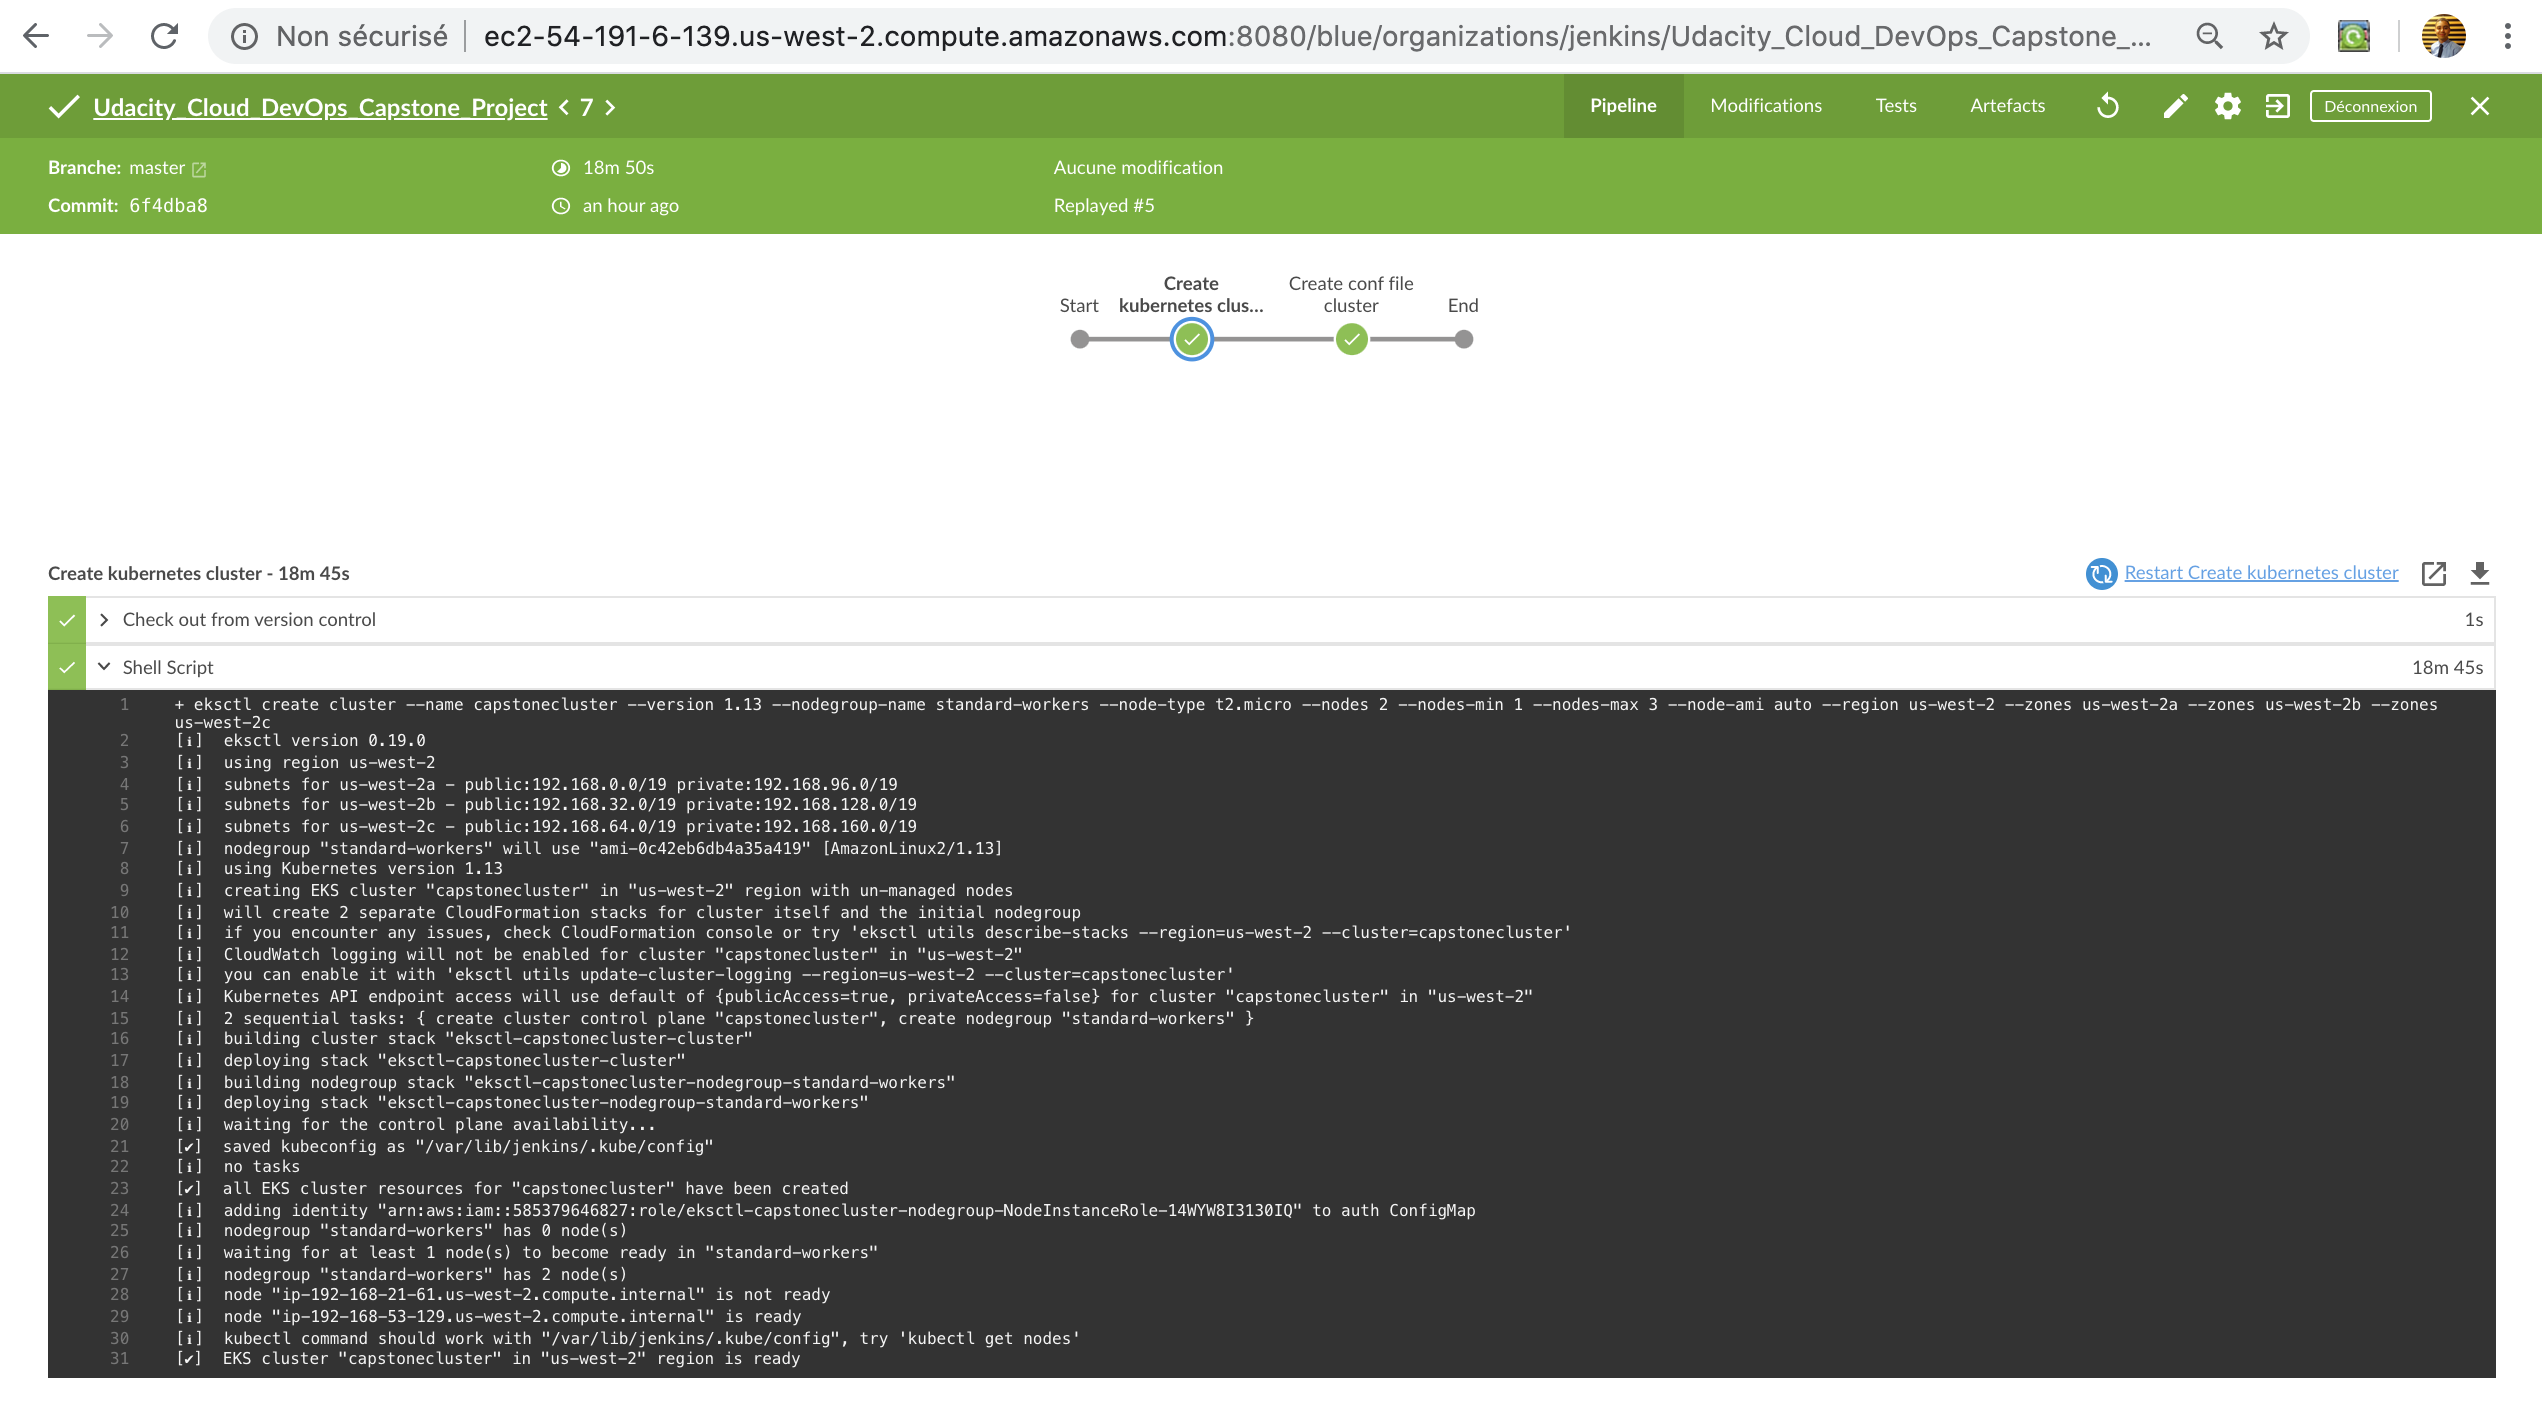 Non sécurisé
ec2-54-191-6-139.us-west-2.compute.amazonaws.com:8080/blue/organizations/jenkins/Udacity_Cloud_DevOps_Capstone_...
Udacity_Cloud_DevOps_Capstone_Project < 7 >
Pipeline
Modifications
Tests
Artefacts
Déconnexion
Branche: master
18m 50s
Aucune modification
Commit: 6f4dba8
an hour ago
Replayed #5
Start
Create
kubernetes clus...
Create conf file
cluster
End
Create kubernetes cluster - 18m 45s
Restart Create kubernetes cluster
Check out from version control
1s
Shell Script
18m 45s
1 + eksctl create cluster --name capstonecluster --version 1.13 --nodegroup-name standard-workers --node-type t2.micro --nodes 2 --nodes-min 1 --nodes-max 3 --node-ami auto --region us-west-2 --zones us-west-2a --zones us-west-2b --zones
us-west-2c
2 [ℹ] eksctl version 0.19.0
3 [ℹ] using region us-west-2
4 [ℹ] subnets for us-west-2a - public:192.168.0.0/19 private:192.168.96.0/19
5 [ℹ] subnets for us-west-2b - public:192.168.32.0/19 private:192.168.128.0/19
6 [ℹ] subnets for us-west-2c - public:192.168.64.0/19 private:192.168.160.0/19
7 [ℹ] nodegroup "standard-workers" will use "ami-0c42eb6db4a35a419" [AmazonLinux2/1.13]
8 [ℹ] using Kubernetes version 1.13
9 [ℹ] creating EKS cluster "capstonecluster" in "us-west-2" region with un-managed nodes
10 [ℹ] will create 2 separate CloudFormation stacks for cluster itself and the initial nodegroup
11 [ℹ] if you encounter any issues, check CloudFormation console or try 'eksctl utils describe-stacks --region=us-west-2 --cluster=capstonecluster'
12 [ℹ] CloudWatch logging will not be enabled for cluster "capstonecluster" in "us-west-2"
13 [ℹ] you can enable it with 'eksctl utils update-cluster-logging --region=us-west-2 --cluster=capstonecluster'
14 [ℹ] Kubernetes API endpoint access will use default of {publicAccess=true, privateAccess=false} for cluster "capstonecluster" in "us-west-2"
15 [ℹ] 2 sequential tasks: { create cluster control plane "capstonecluster", create nodegroup "standard-workers" }
16 [ℹ] building cluster stack "eksctl-capstonecluster-cluster"
17 [ℹ] deploying stack "eksctl-capstonecluster-cluster"
18 [ℹ] building nodegroup stack "eksctl-capstonecluster-nodegroup-standard-workers"
19 [ℹ] deploying stack "eksctl-capstonecluster-nodegroup-standard-workers"
20 [ℹ] waiting for the control plane availability...
21 [✔] saved kubeconfig as "/var/lib/jenkins/.kube/config"
22 [ℹ] no tasks
23 [✔] all EKS cluster resources for "capstonecluster" have been created
24 [ℹ] adding identity "arn:aws:iam::585379646827:role/eksctl-capstonecluster-nodegroup-NodeInstanceRole-14WYW8I3130IQ" to auth ConfigMap
25 [ℹ] nodegroup "standard-workers" has 0 node(s)
26 [ℹ] waiting for at least 1 node(s) to become ready in "standard-workers"
27 [ℹ] nodegroup "standard-workers" has 2 node(s)
28 [ℹ] node "ip-192-168-21-61.us-west-2.compute.internal" is not ready
29 [ℹ] node "ip-192-168-53-129.us-west-2.compute.internal" is ready
30 [ℹ] kubectl command should work with "/var/lib/jenkins/.kube/config", try 'kubectl get nodes'
31 [✔] EKS cluster "capstonecluster" in "us-west-2" region is ready